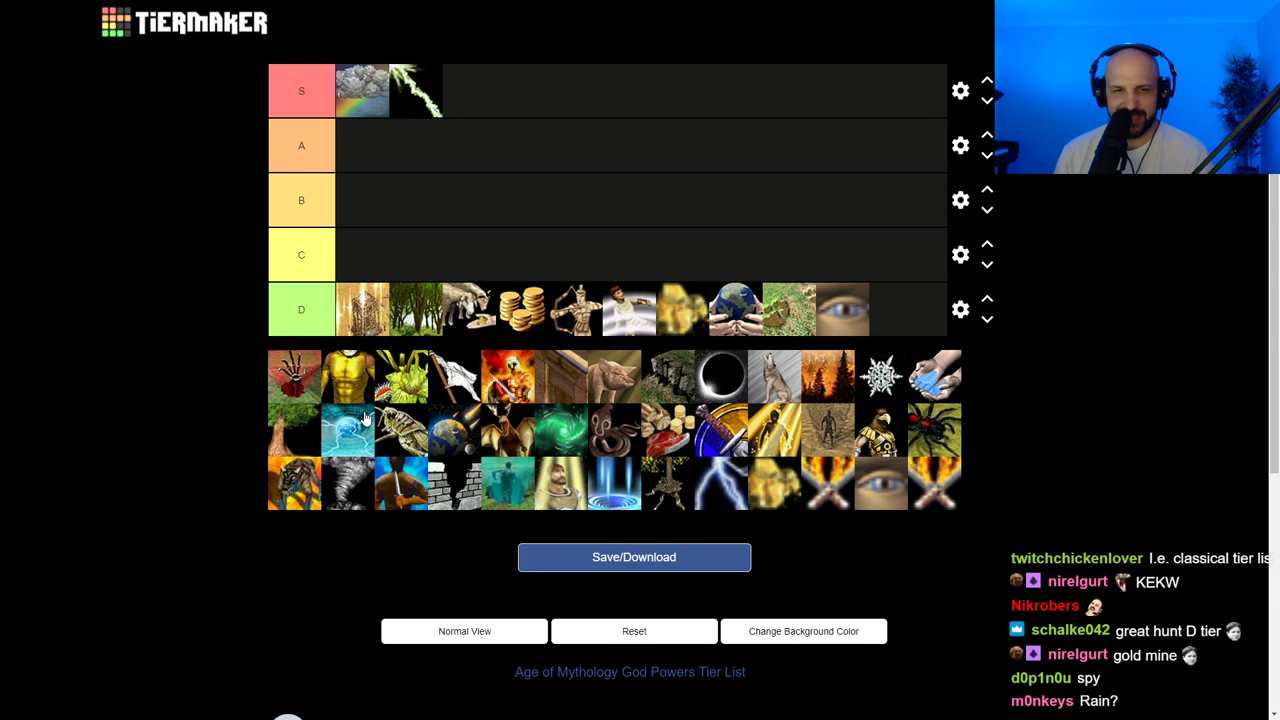 TiERMAKER
S
A
B
C
D
Save/Download
Normal View
Reset
Change Background Color
Age of Mythology God Powers Tier List
twitchchickenlover I.e. classical tier lis
nirelgurt KEKW
Nikrobers
schalke042 great hunt D tier
nirelgurt gold mine
d0p1n0u spy
m0nkeys Rain?